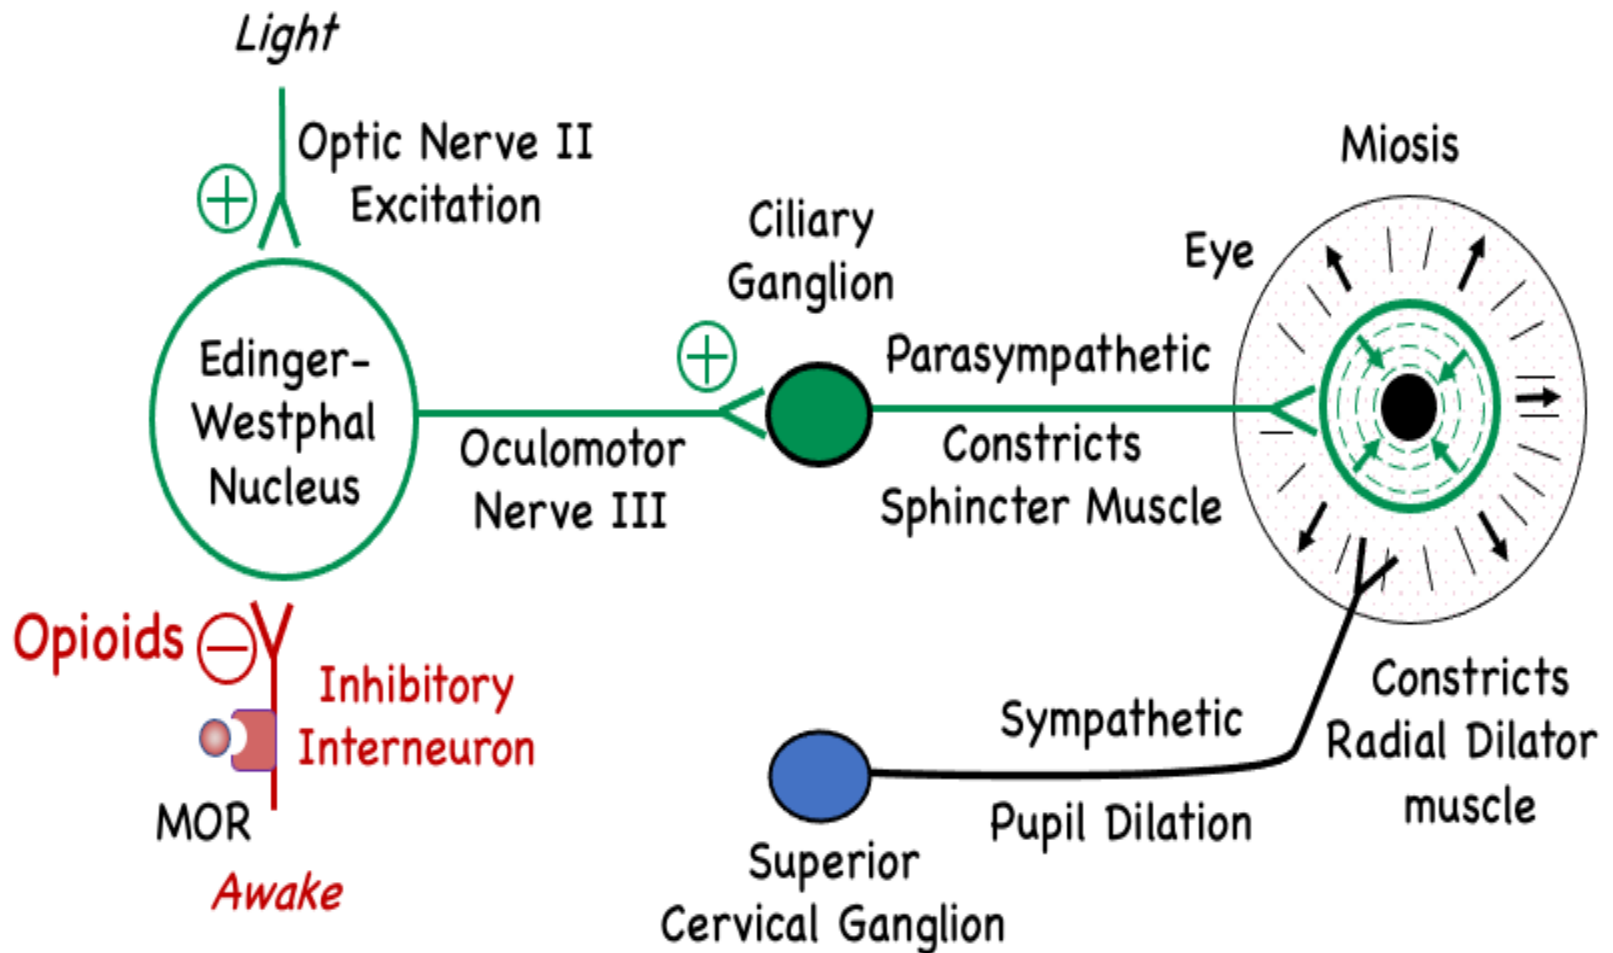 Light
Optic Nerve II
Excitation
Edinger-
Westphal
Nucleus
Oculomotor
Nerve III
Ciliary
Ganglion
Parasympathetic
Constricts
Sphincter Muscle
Miosis
Eye
Opioids
Inhibitory
Interneuron
MOR
Awake
Superior
Cervical Ganglion
Sympathetic
Pupil Dilation
Constricts
Radial Dilator
muscle